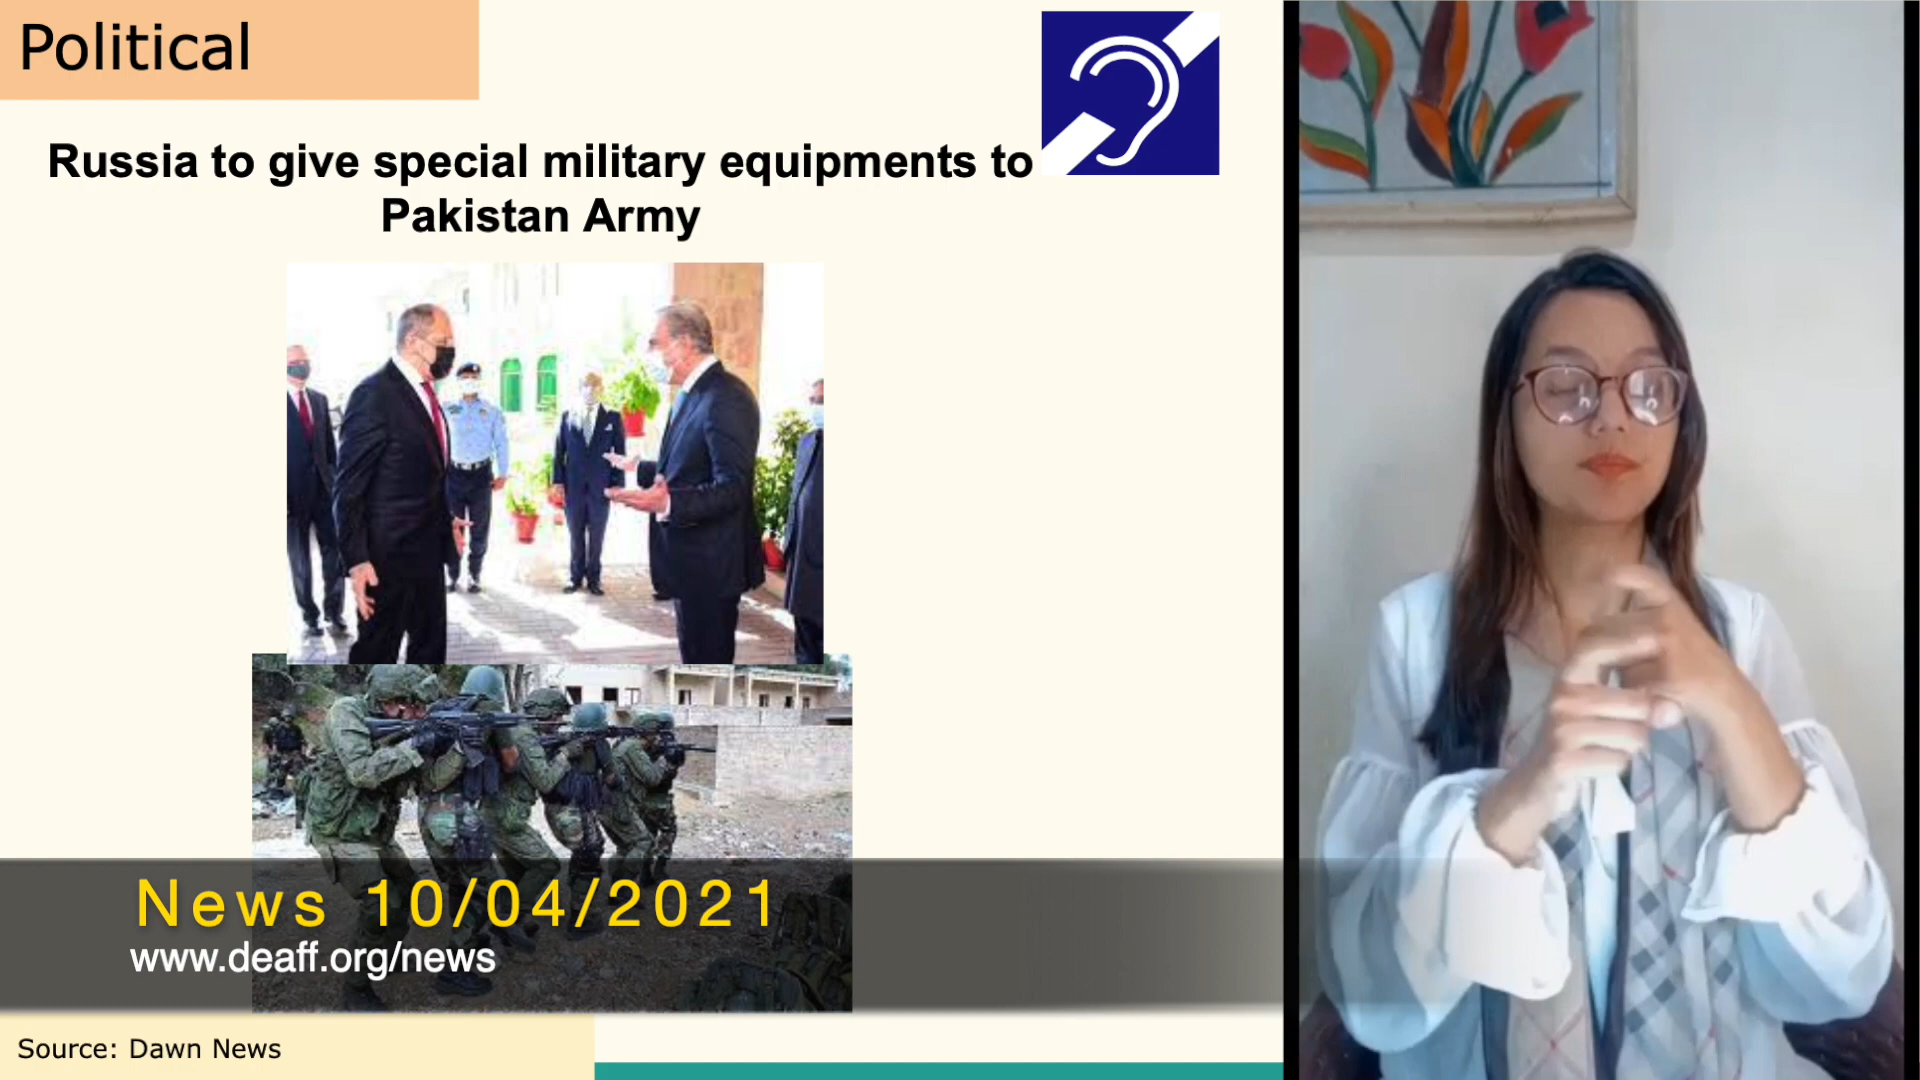 Political
Russia to give special military equipments to
Pakistan Army
News 10/04/2021
www.deaff.org/news
Source: Dawn News